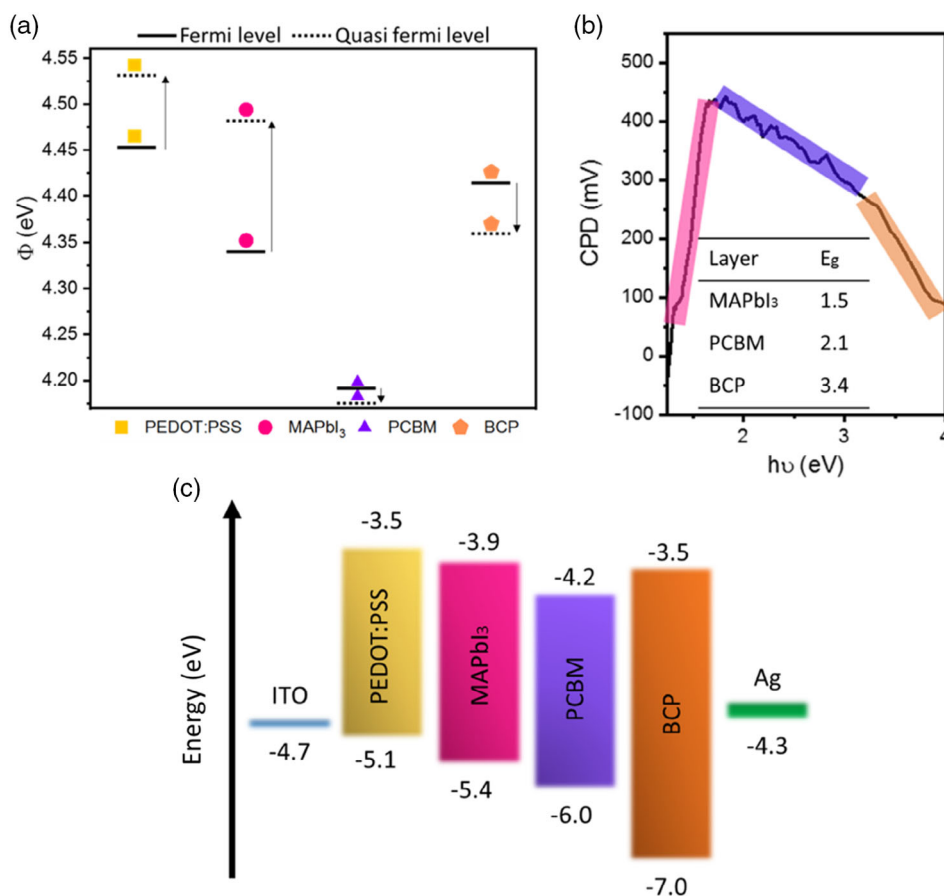 (a)
Fermi level Quasi fermi level
4.55
4.50
4.45
4.40
4.35
4.30
4.25
4.20
Φ (eV)
PEDOT:PSS MAPbI₃ PCBM BCP
(b)
500
400
300
200
100
0
-100
CPD (mV)
Layer Eg
MAPbI₃ 1.5
PCBM 2.1
BCP 3.4
2 3 4
hυ (eV)
(c)
Energy (eV)
ITO
-4.7
-3.5
PEDOT:PSS
-5.1
-3.9
MAPbI₃
-5.4
-4.2
PCBM
-6.0
-3.5
BCP
-7.0
Ag
-4.3